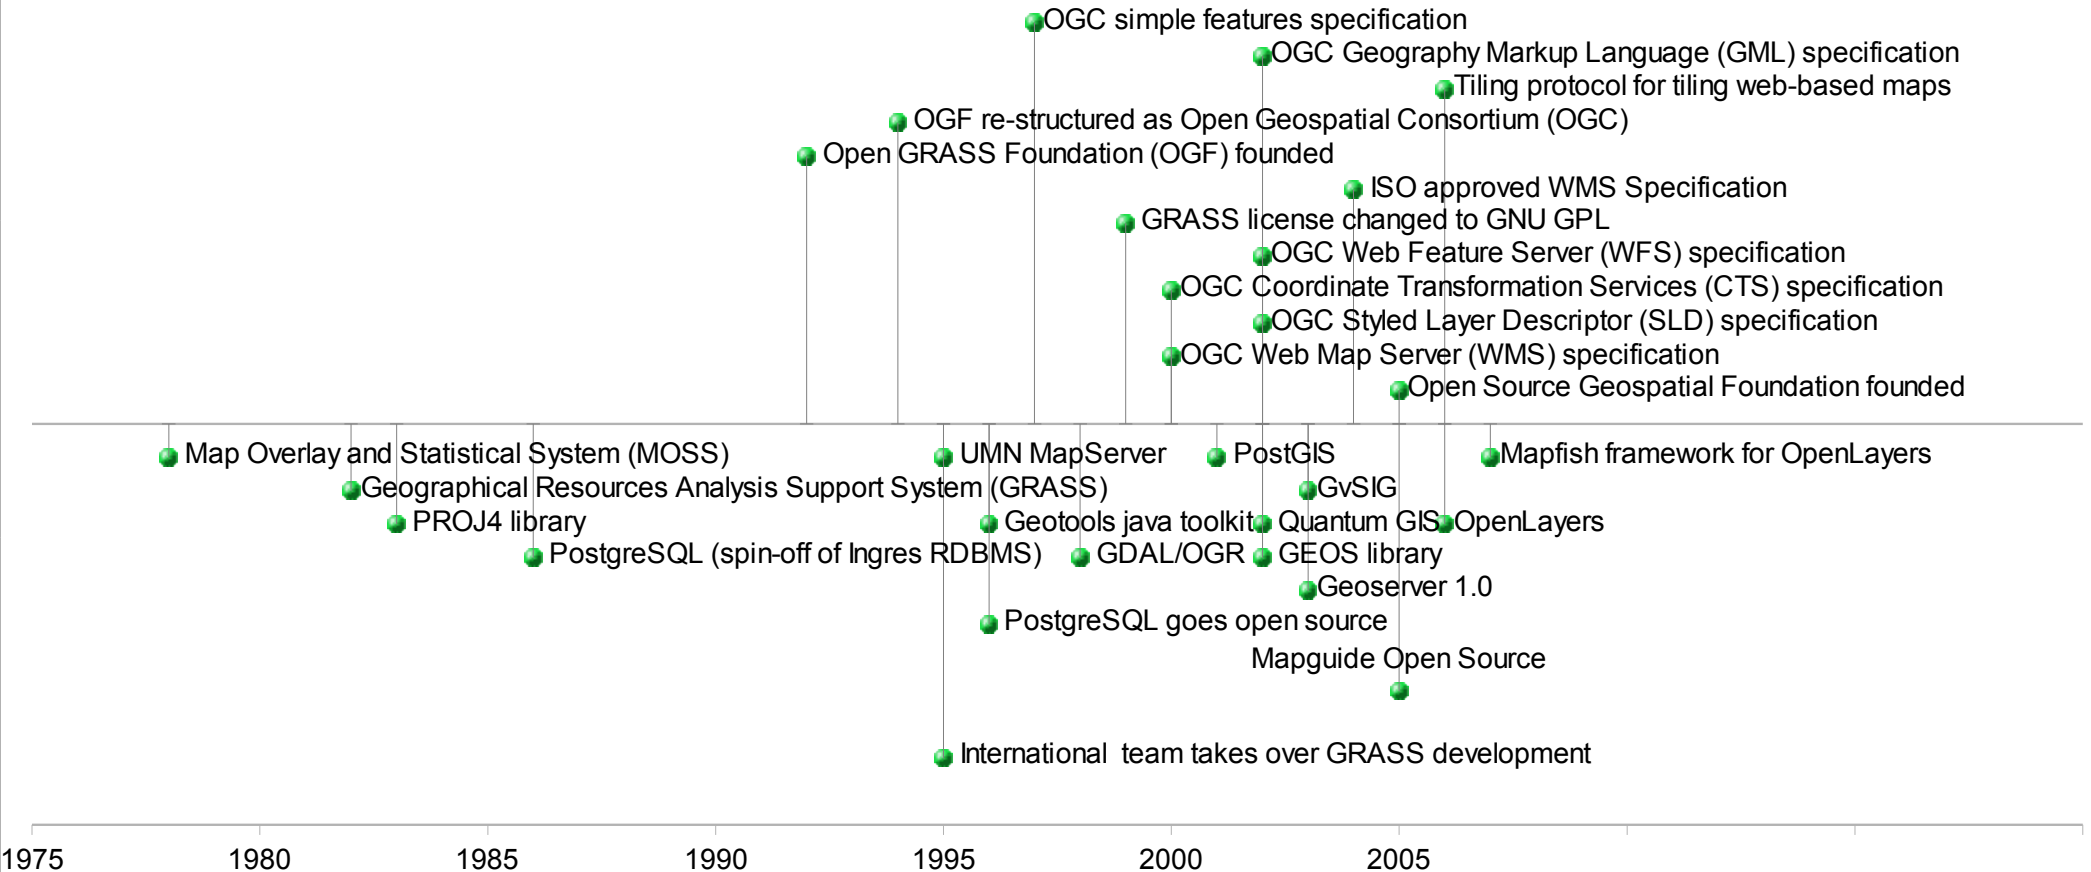 OGC simple features specification
OGC Geography Markup Language (GML) specification
Tiling protocol for tiling web-based maps
OGF re-structured as Open Geospatial Consortium (OGC)
Open GRASS Foundation (OGF) founded
ISO approved WMS Specification
GRASS license changed to GNU GPL
OGC Web Feature Server (WFS) specification
OGC Coordinate Transformation Services (CTS) specification
OGC Styled Layer Descriptor (SLD) specification
OGC Web Map Server (WMS) specification
Open Source Geospatial Foundation founded
Map Overlay and Statistical System (MOSS) UMN MapServer PostGIS Mapfish framework for OpenLayers
Geographical Resources Analysis Support System (GRASS) GvSIG
PROJ4 library Geotools java toolkit Quantum GIS OpenLayers
PostgreSQL (spin-off of Ingres RDBMS) GDAL/OGR GEOS library
Geoserver 1.0
PostgreSQL goes open source
Mapguide Open Source
International team takes over GRASS development
1975 1980 1985 1990 1995 2000 2005